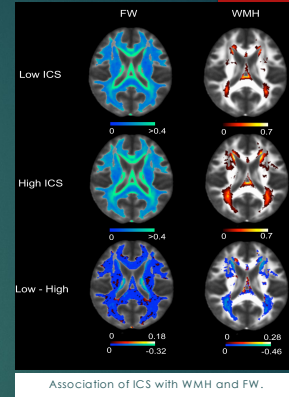 FW WMH
Low ICS
0 >0.4 0 0.7
High ICS
0 >0.4 0 0.7
Low - High
0 0.18 0 0.28
0 -0.32 0 -0.46
Association of ICS with WMH and FW.